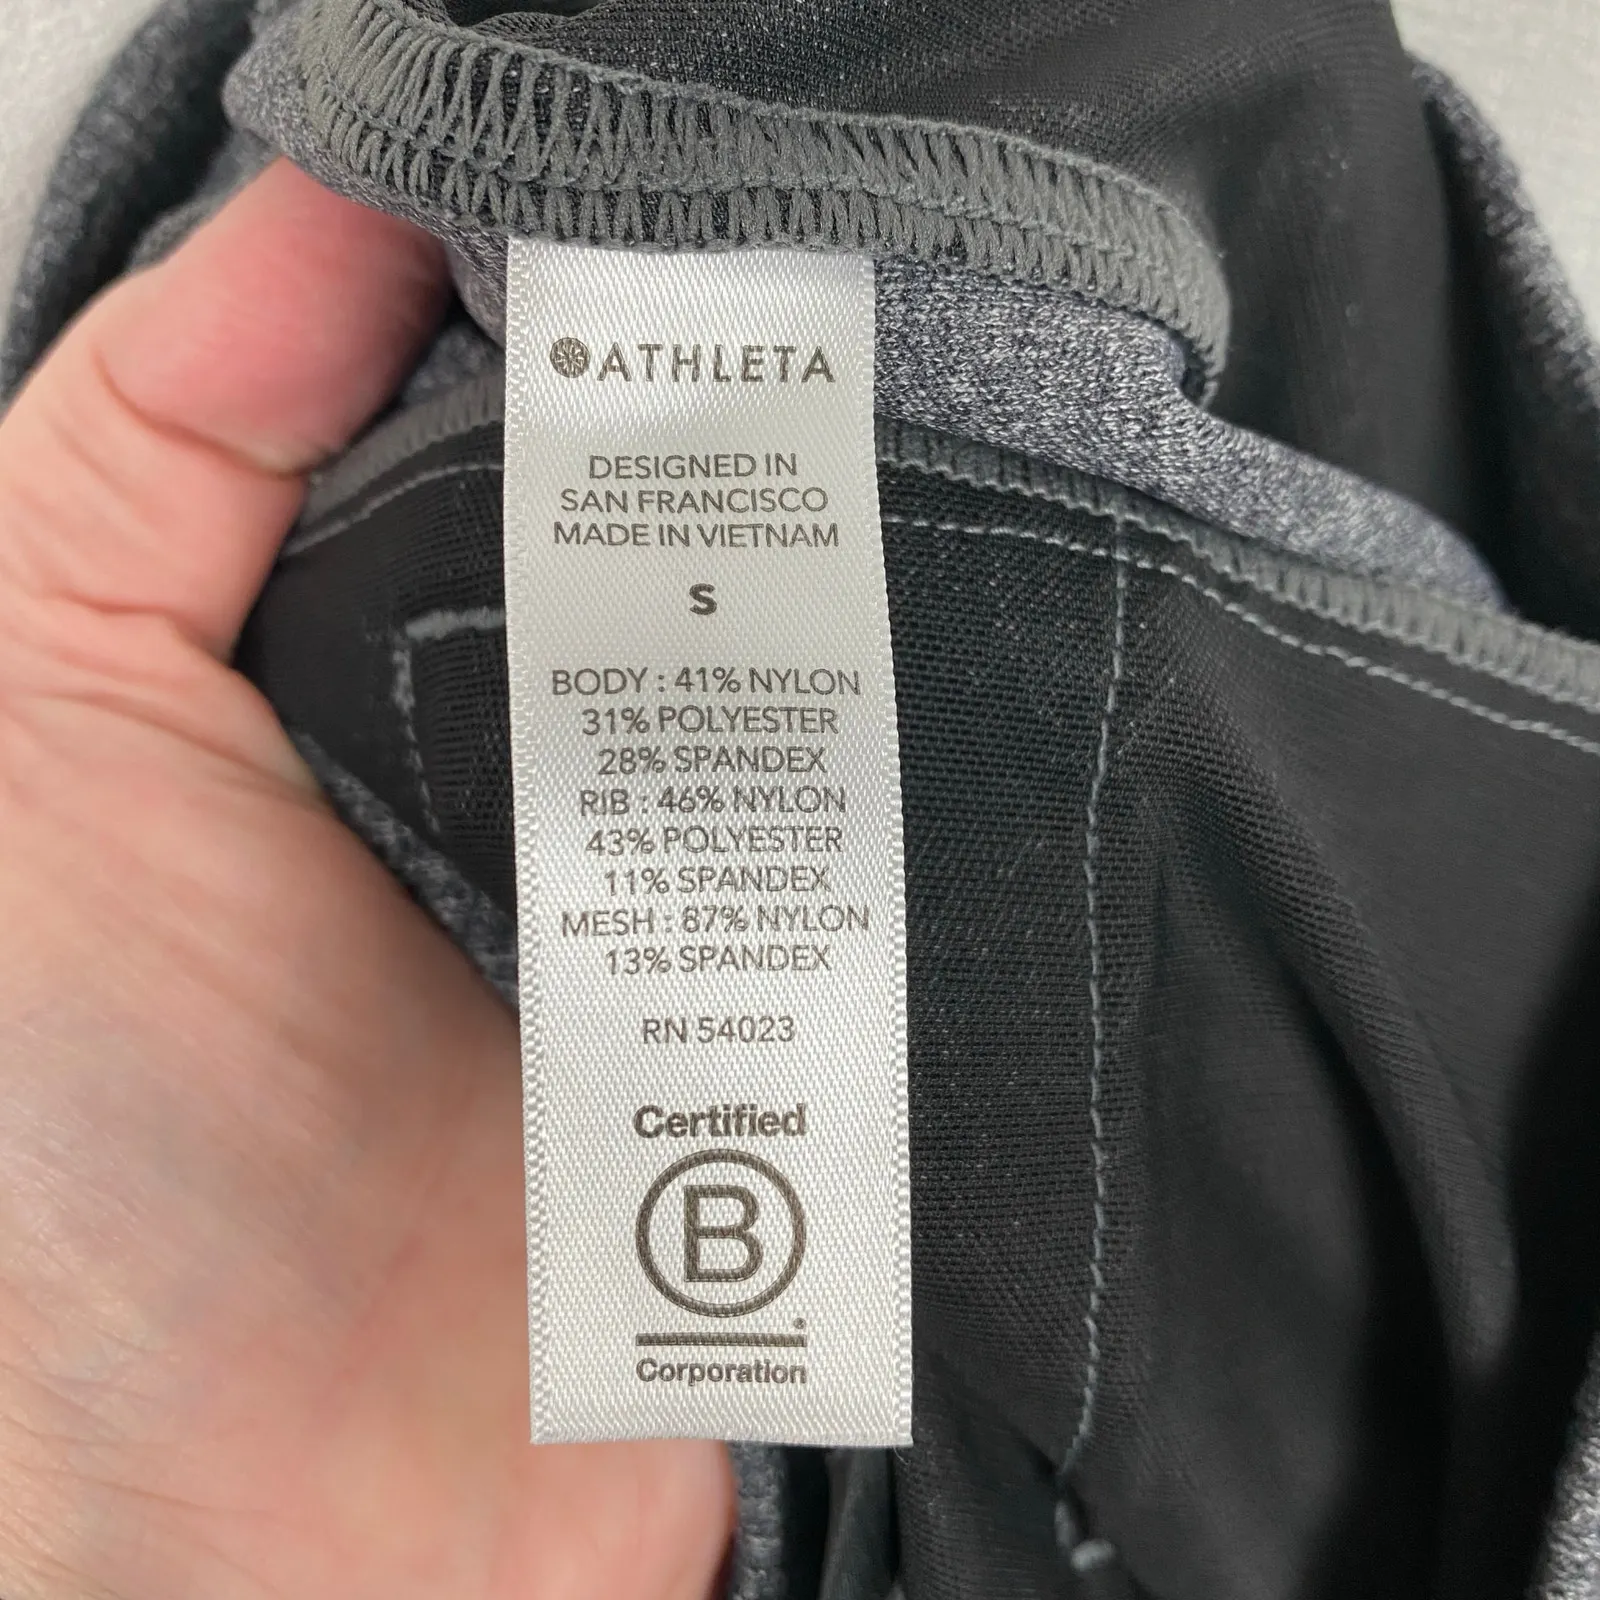 ATHLETA
DESIGNED IN
SAN FRANCISCO
MADE IN VIETNAM
S
BODY : 41% NYLON
31% POLYESTER
28% SPANDEX
RIB : 46% NYLON
43% POLYESTER
11% SPANDEX
MESH : 87% NYLON
13% SPANDEX
RN 54023
Certified
B
Corporation